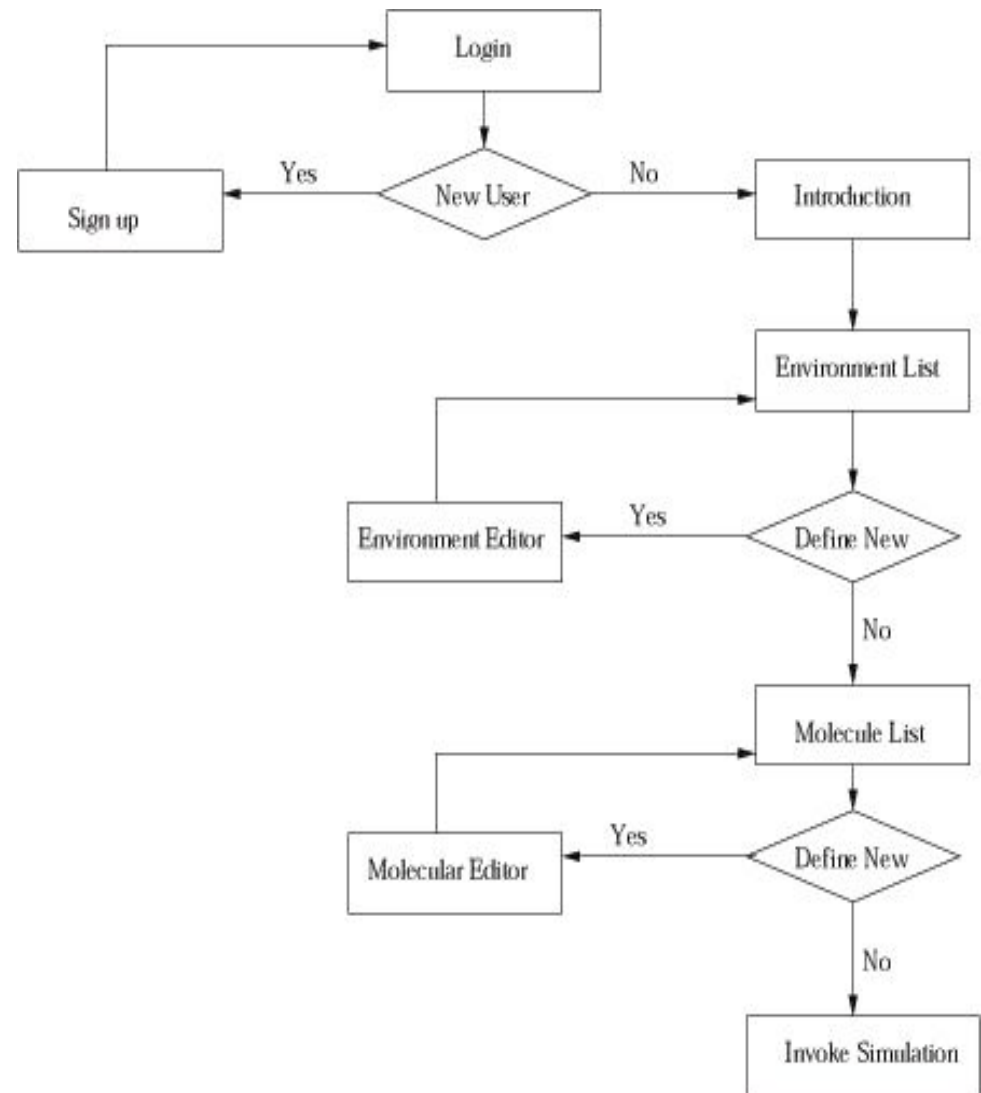 Login
Yes
New User
No
Sign up
Introduction
Environment List
Yes
Environment Editor
Define New
No
Molecule List
Yes
Molecular Editor
Define New
No
Invoke Simulation